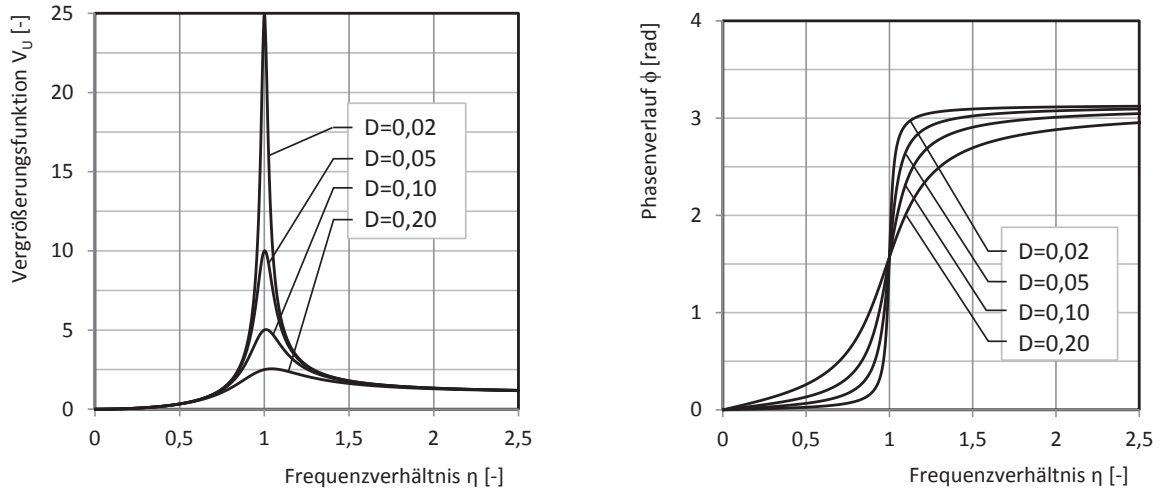 Vergrößerungsfunktion V_U [-]
25
20
15
10
5
0
D=0,02
D=0,05
D=0,10
D=0,20
0
0,5
1
1,5
2
2,5
Frequenzverhältnis η [-]
Phasenverlauf ϕ [rad]
4
3
2
1
0
D=0,02
D=0,05
D=0,10
D=0,20
0
0,5
1
1,5
2
2,5
Frequenzverhältnis η [-]